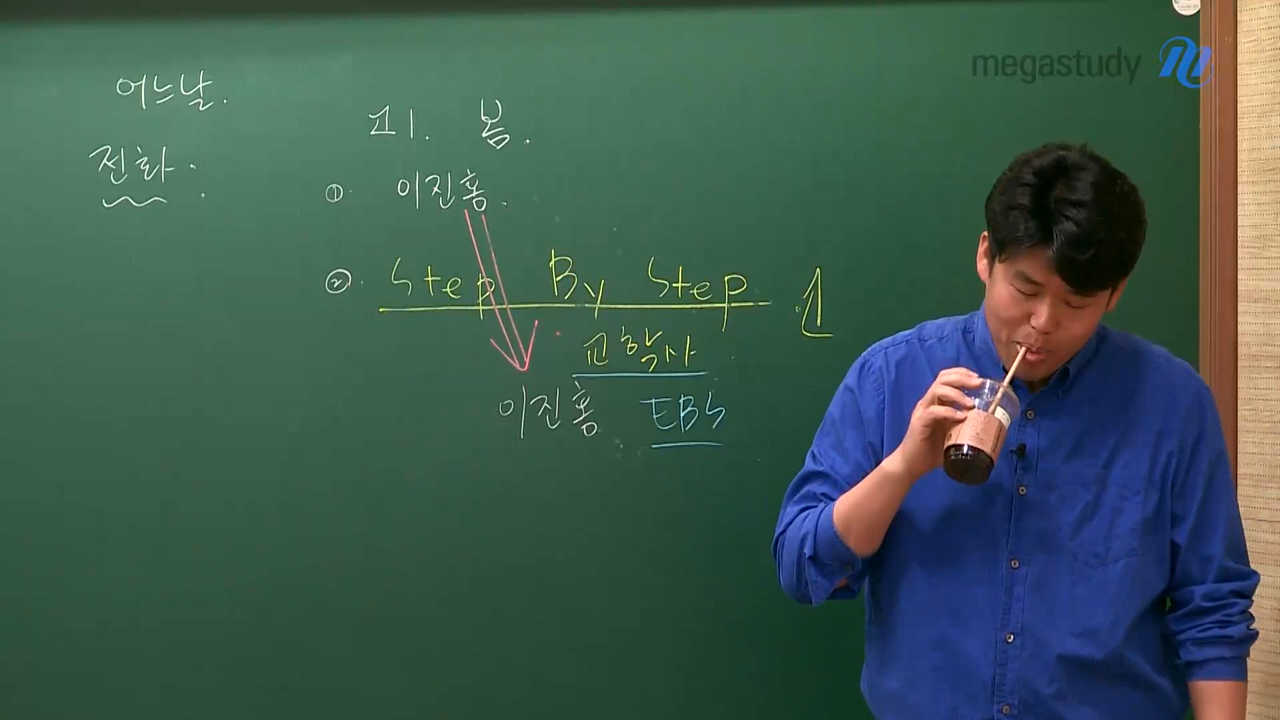 megastudy
어느날.
전화.
고1. 봄.
① 이진홍.
② Step By Step 1
교학사
이진홍 EBS